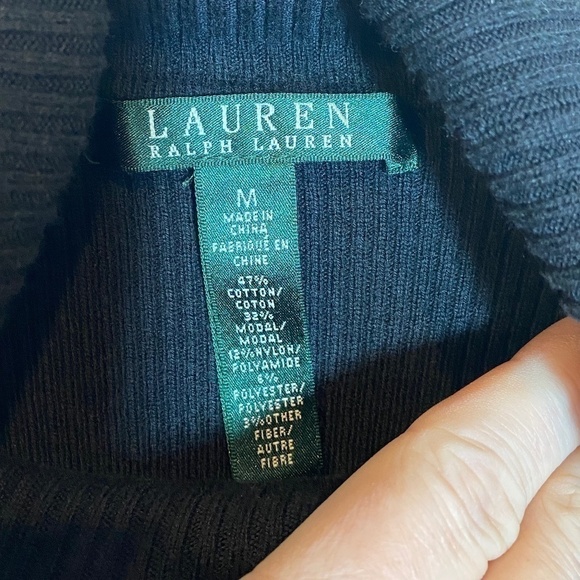 LAUREN
RALPH LAUREN
M
MADE IN
CHINA
FABRIQUE EN
CHINE
47%
COTTON/
COTON
32%
MODAL/
MODAL
12% NYLON/
POLYAMIDE
6%
POLYESTER/
POLYESTER
3% OTHER
FIBER/
AUTRE
FIBRE